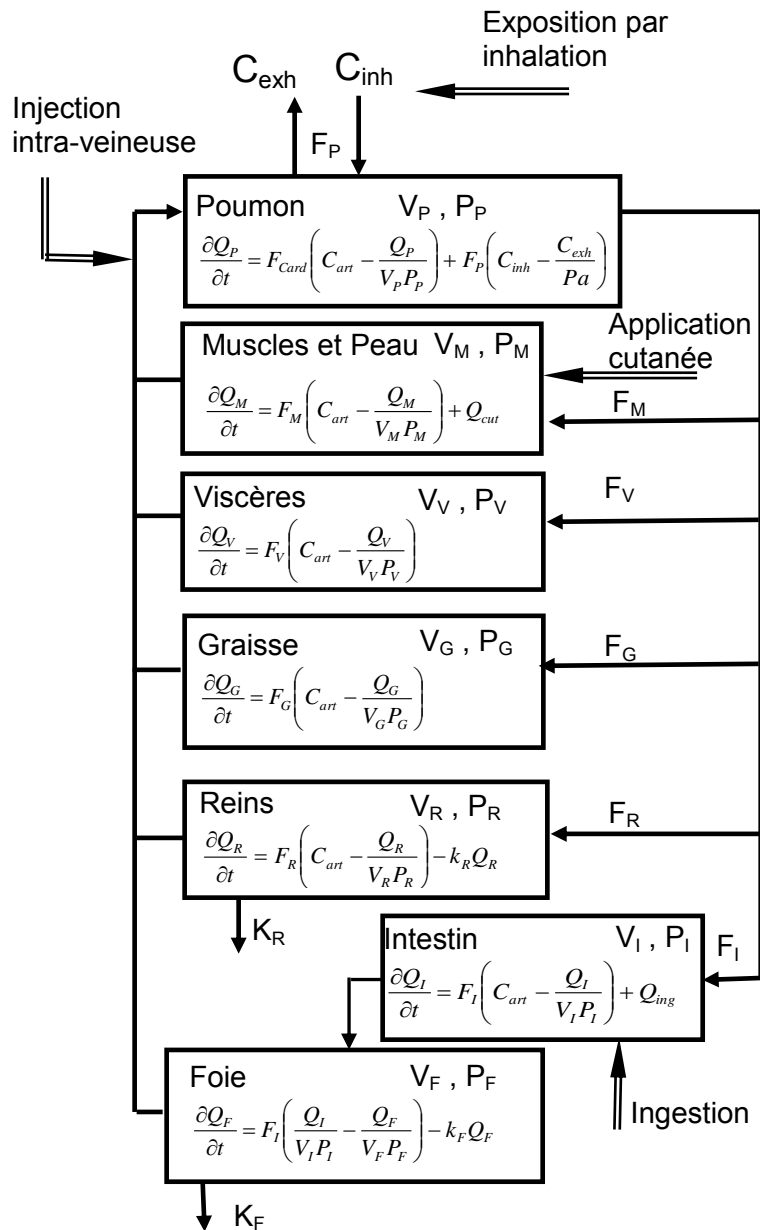 Exposition par
inhalation
C_exh C_inh
Injection
intra-veineuse
F_P
Poumon V_P , P_P
∂Q_P/∂t = F_Card (C_art − Q_P/(V_P P_P)) + F_P (C_inh − C_exh/Pa)
Application
cutanée
Muscles et Peau V_M , P_M
∂Q_M/∂t = F_M (C_art − Q_M/(V_M P_M)) + Q_cut
F_M
Viscères V_V , P_V
F_V
∂Q_V/∂t = F_V (C_art − Q_V/(V_V P_V))
Graisse V_G , P_G
F_G
∂Q_G/∂t = F_G (C_art − Q_G/(V_G P_G))
Reins V_R , P_R
F_R
∂Q_R/∂t = F_R (C_art − Q_R/(V_R P_R)) − k_R Q_R
K_R
Intestin V_I , P_I
F_I
∂Q_I/∂t = F_I (C_art − Q_I/(V_I P_I)) + Q_ing
Foie V_F , P_F
∂Q_F/∂t = F_I (Q_I/(V_I P_I) − Q_F/(V_F P_F)) − k_F Q_F
Ingestion
K_F